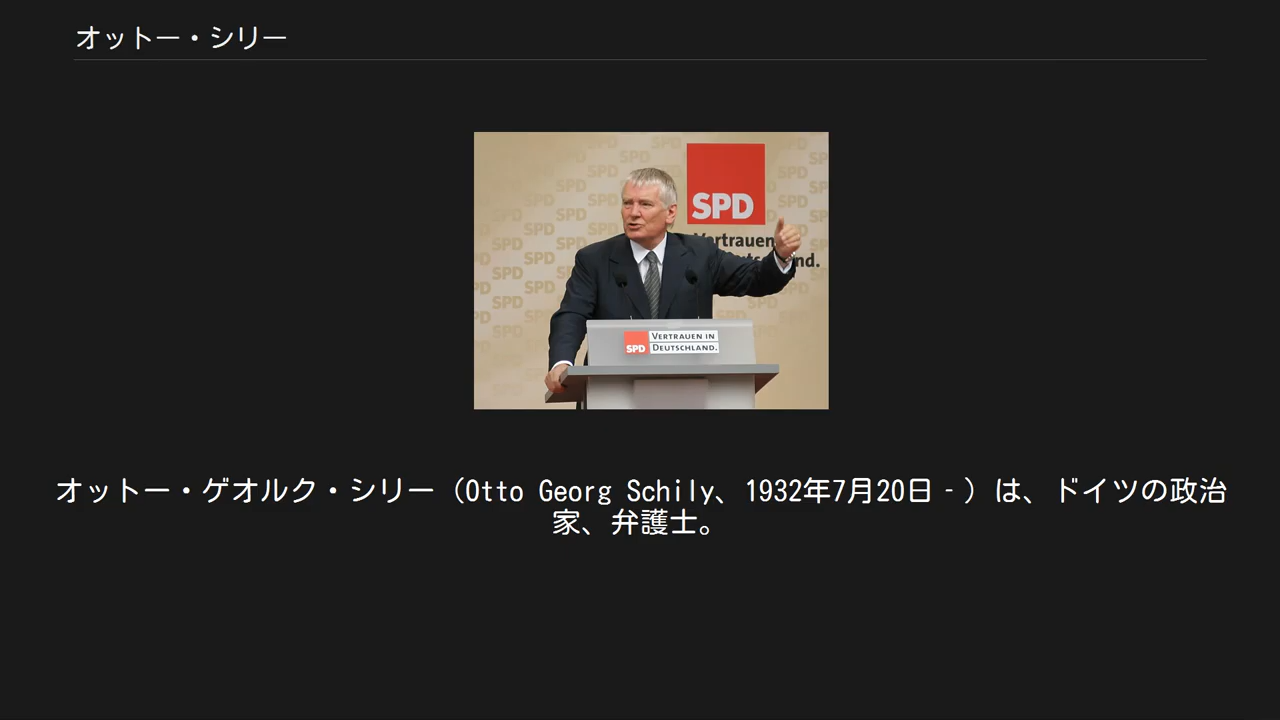 オットー・シリー
SPD
Vertrauen
SPD
VERTRAUEN IN
DEUTSCHLAND.
オットー・ゲオルク・シリー（Otto Georg Schily、1932年7月20日 - ）は、ドイツの政治
家、弁護士。